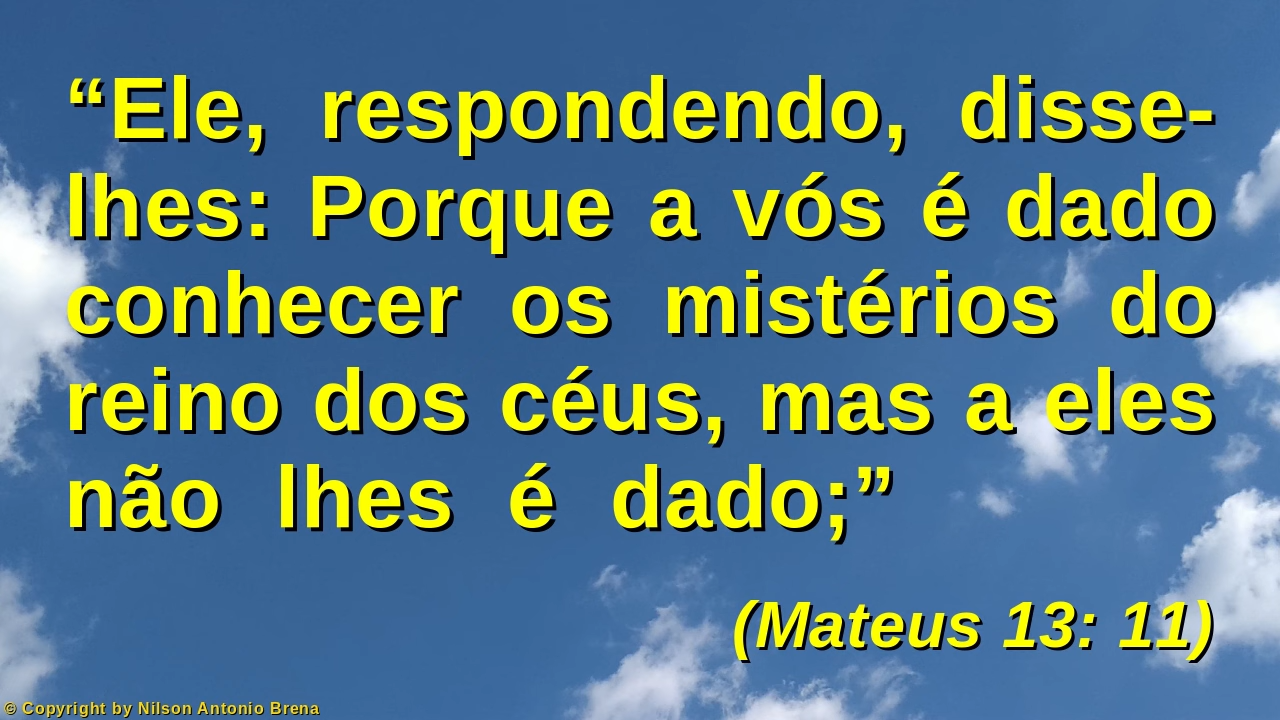 “Ele, respondendo, disse-
lhes: Porque a vós é dado
conhecer os mistérios do
reino dos céus, mas a eles
não lhes é dado;”
(Mateus 13: 11)
© Copyright by Nilson Antonio Brena